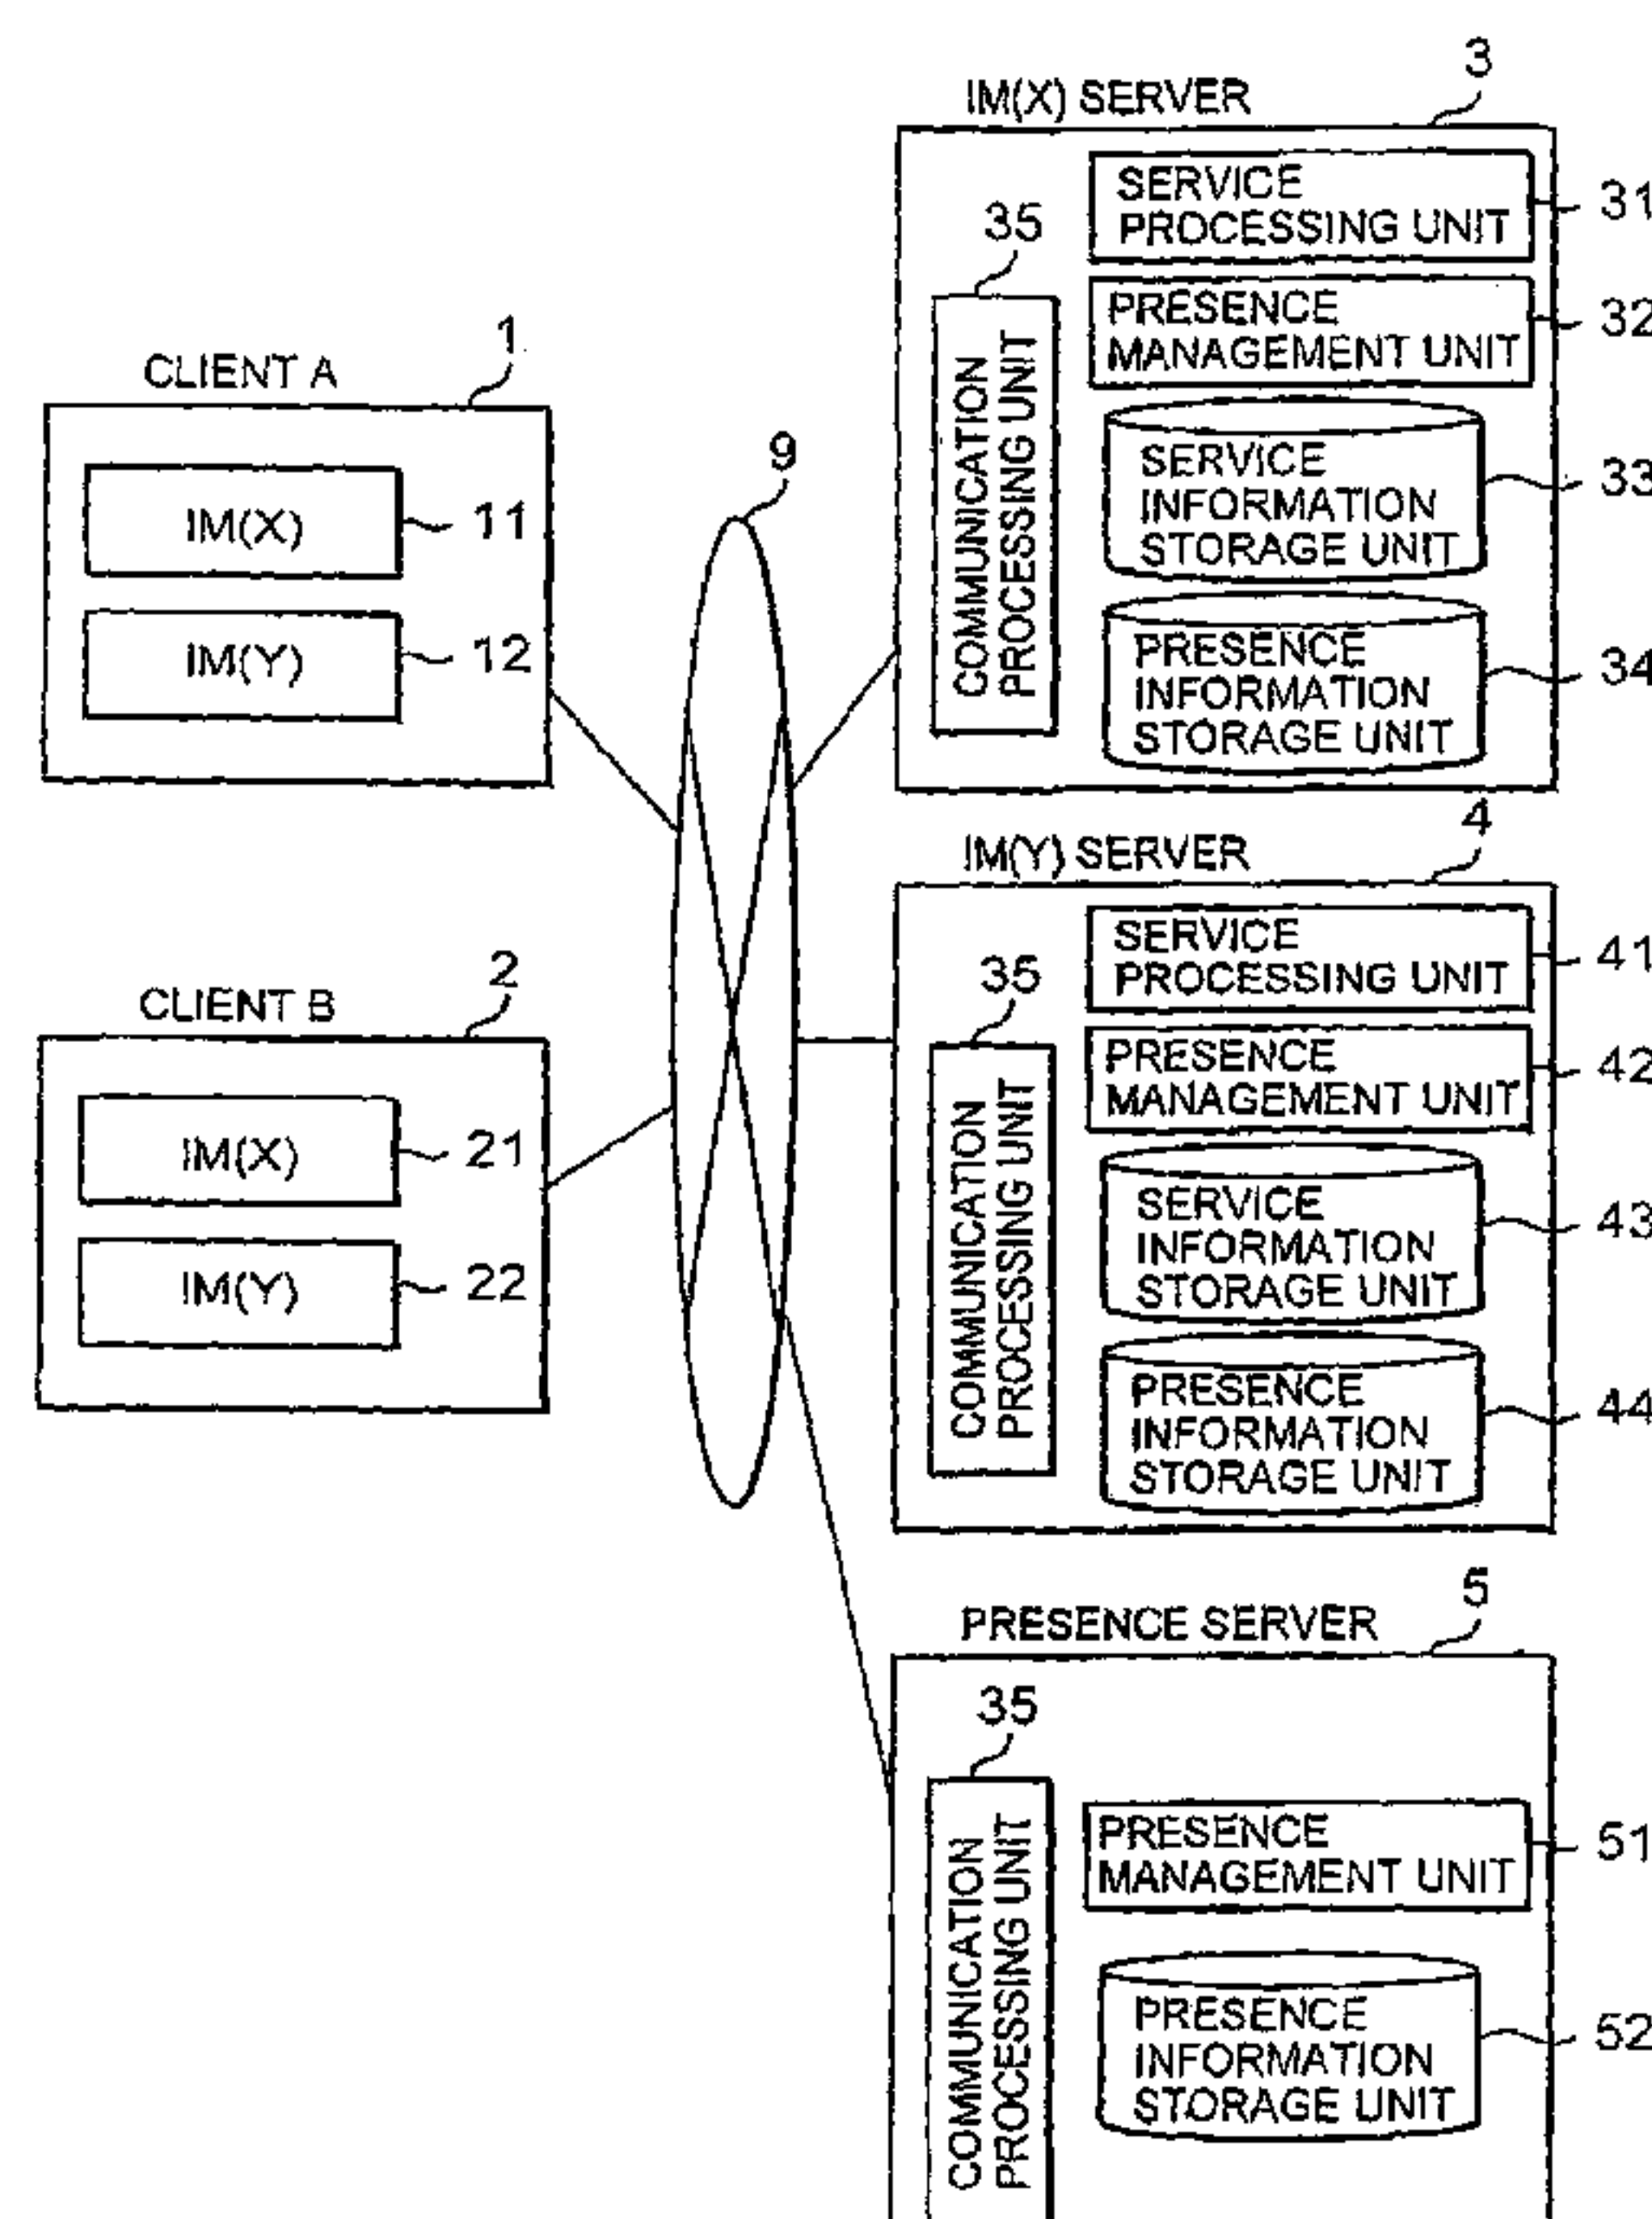 CLIENT A
1
IM(X)
11
IM(Y)
12
CLIENT B
2
IM(X)
21
IM(Y)
22
9
IM(X) SERVER
3
35
COMMUNICATION
PROCESSING UNIT
SERVICE
PROCESSING UNIT
31
PRESENCE
MANAGEMENT UNIT
32
SERVICE
INFORMATION
STORAGE UNIT
33
PRESENCE
INFORMATION
STORAGE UNIT
34
IM(Y) SERVER
4
35
COMMUNICATION
PROCESSING UNIT
SERVICE
PROCESSING UNIT
41
PRESENCE
MANAGEMENT UNIT
42
SERVICE
INFORMATION
STORAGE UNIT
43
PRESENCE
INFORMATION
STORAGE UNIT
44
PRESENCE SERVER
5
35
COMMUNICATION
PROCESSING UNIT
PRESENCE
MANAGEMENT UNIT
51
PRESENCE
INFORMATION
STORAGE UNIT
52